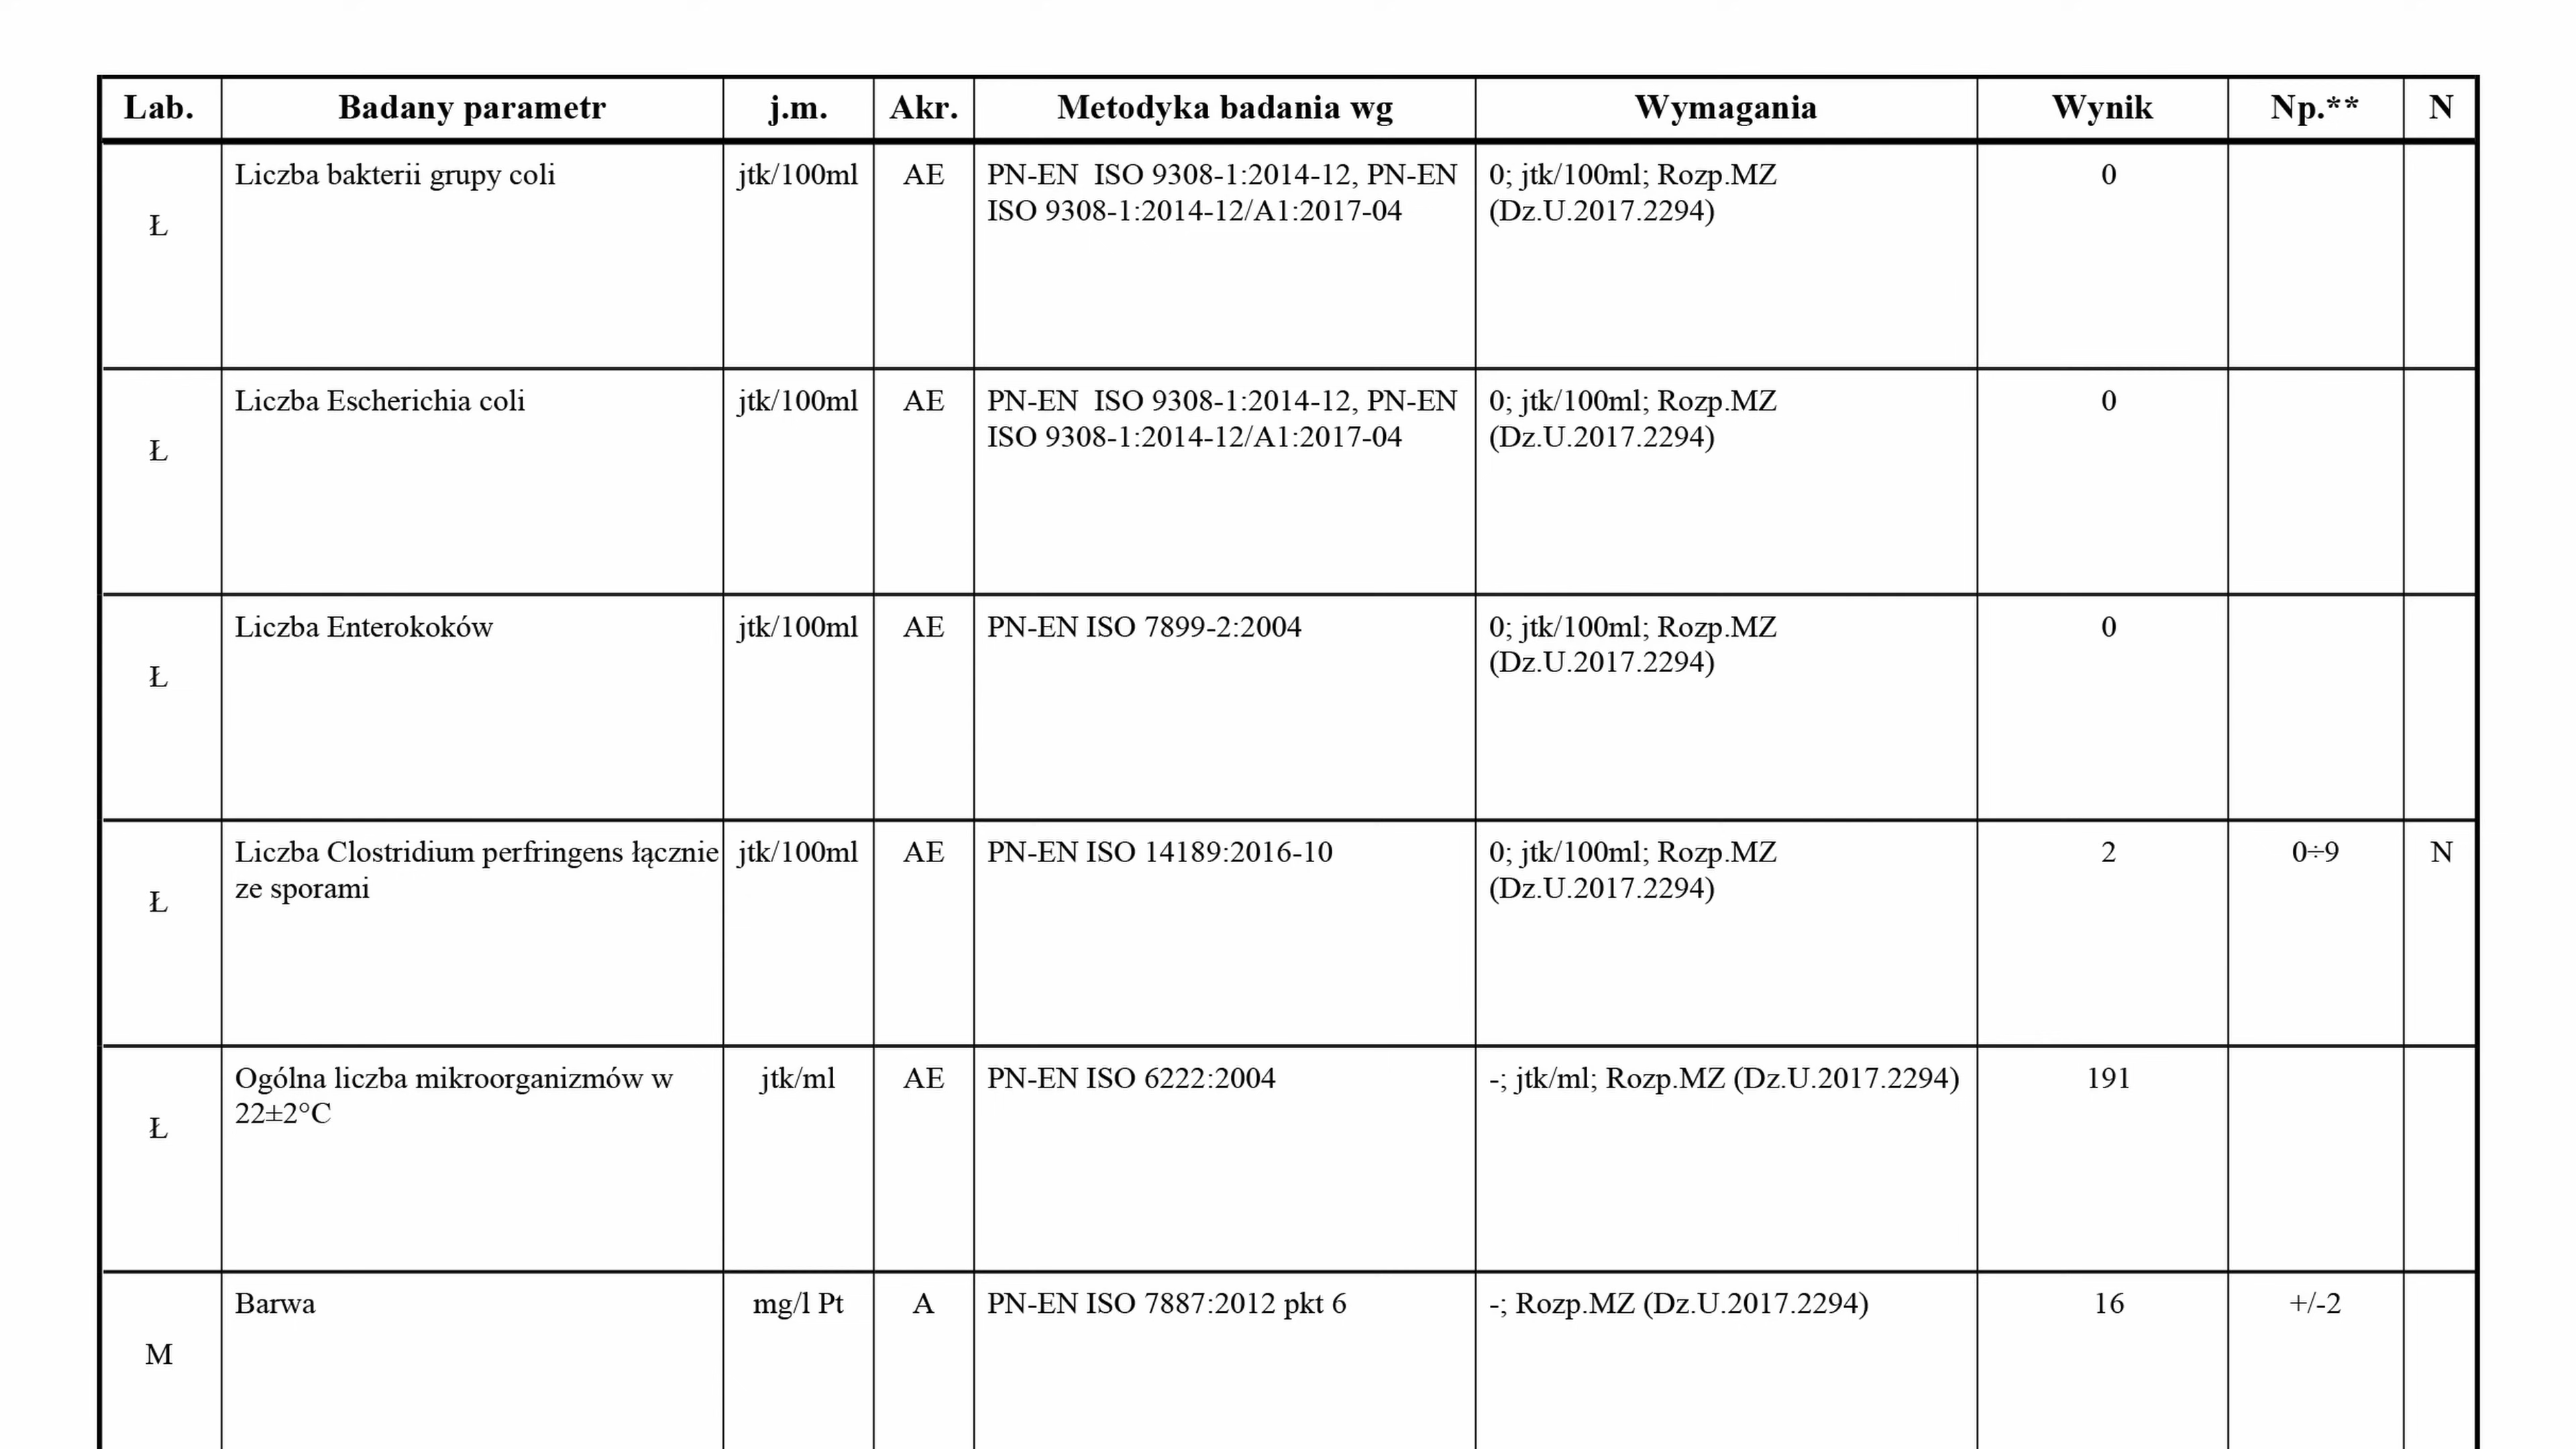 Lab. Badany parametr j.m. Akr. Metodyka badania wg Wymagania Wynik Np.** N
Ł Liczba bakterii grupy coli jtk/100ml AE PN-EN ISO 9308-1:2014-12, PN-EN 0; jtk/100ml; Rozp.MZ 0
ISO 9308-1:2014-12/A1:2017-04 (Dz.U.2017.2294)
Ł Liczba Escherichia coli jtk/100ml AE PN-EN ISO 9308-1:2014-12, PN-EN 0; jtk/100ml; Rozp.MZ 0
ISO 9308-1:2014-12/A1:2017-04 (Dz.U.2017.2294)
Ł Liczba Enterokoków jtk/100ml AE PN-EN ISO 7899-2:2004 0; jtk/100ml; Rozp.MZ 0
(Dz.U.2017.2294)
Ł Liczba Clostridium perfringens łącznie jtk/100ml AE PN-EN ISO 14189:2016-10 0; jtk/100ml; Rozp.MZ 2 0÷9 N
ze sporami (Dz.U.2017.2294)
Ł Ogólna liczba mikroorganizmów w jtk/ml AE PN-EN ISO 6222:2004 -; jtk/ml; Rozp.MZ (Dz.U.2017.2294) 191
22±2°C
M Barwa mg/l Pt A PN-EN ISO 7887:2012 pkt 6 -; Rozp.MZ (Dz.U.2017.2294) 16 +/-2